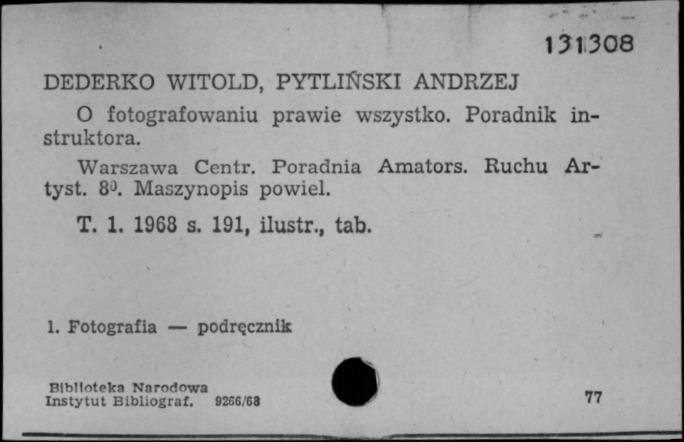 131308
DEDERKO WITOLD, PYTLIŃSKI ANDRZEJ
O fotografowaniu prawie wszystko. Poradnik in-
struktora.
Warszawa Centr. Poradnia Amators. Ruchu Ar-
tyst. 8⁰. Maszynopis powiel.
T. 1. 1968 s. 191, ilustr., tab.
1. Fotografia — podręcznik
Biblioteka Narodowa
Instytut Bibliograf. 9266/68
77